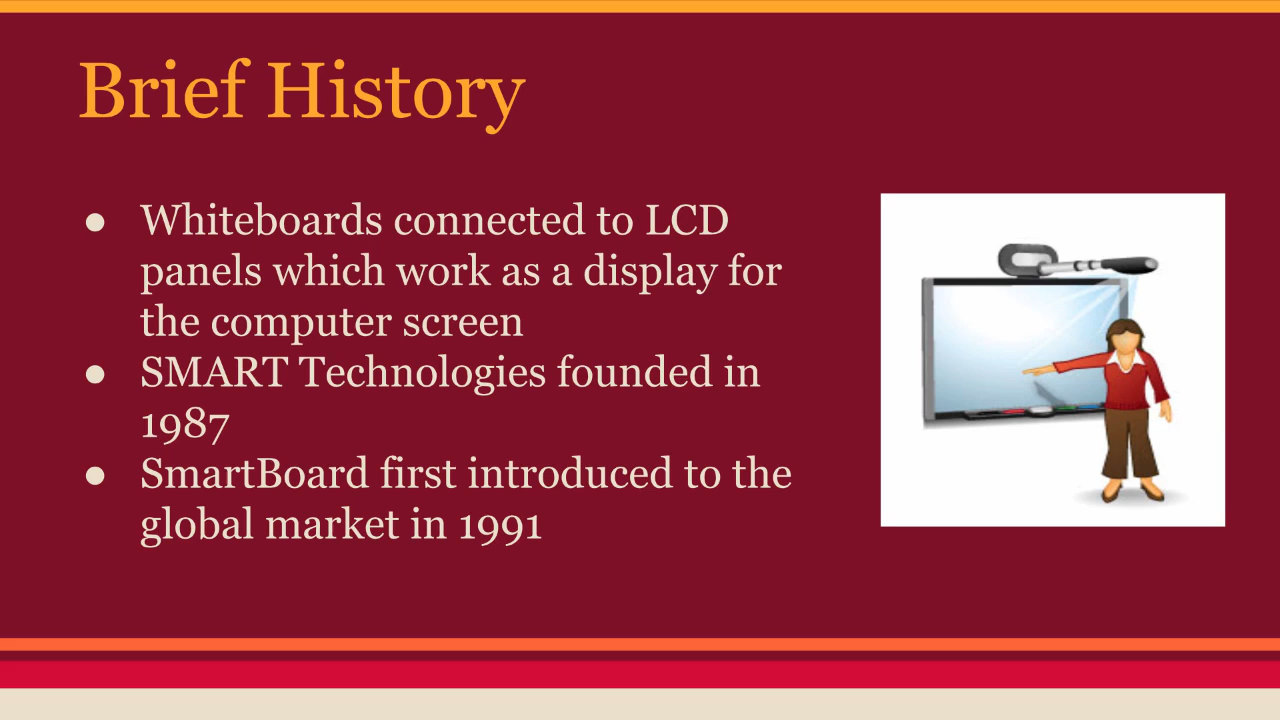 Brief History
● Whiteboards connected to LCD
panels which work as a display for
the computer screen
● SMART Technologies founded in
1987
● SmartBoard first introduced to the
global market in 1991